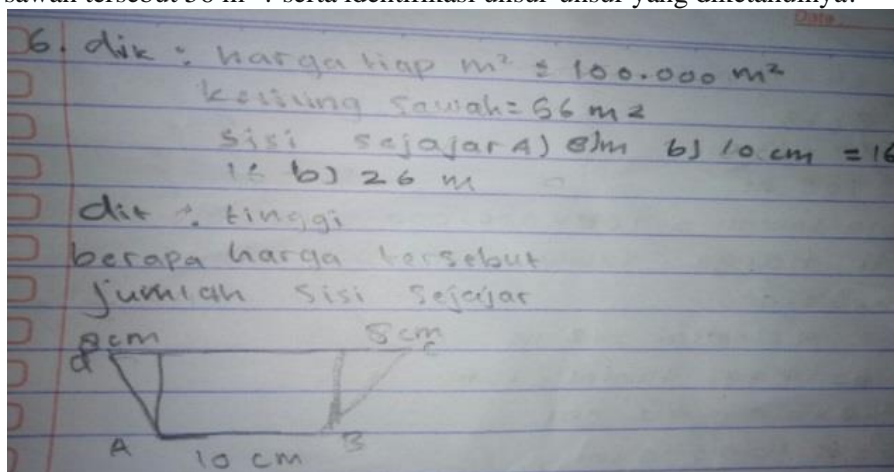 sawah tersebut 56 m ? serta identifikasi unsur-unsur yang diketahuinya!
Date
6. dik : harga tiap m² = 100.000 m²
keliling sawah = 56 m2
sisi sejajar A) 8)m b) 10 cm = 16
16 b) 26 m
dit : tinggi
berapa harga tersebut
Jumlah sisi sejajar
8 cm 8 cm
d c
A B
10 cm